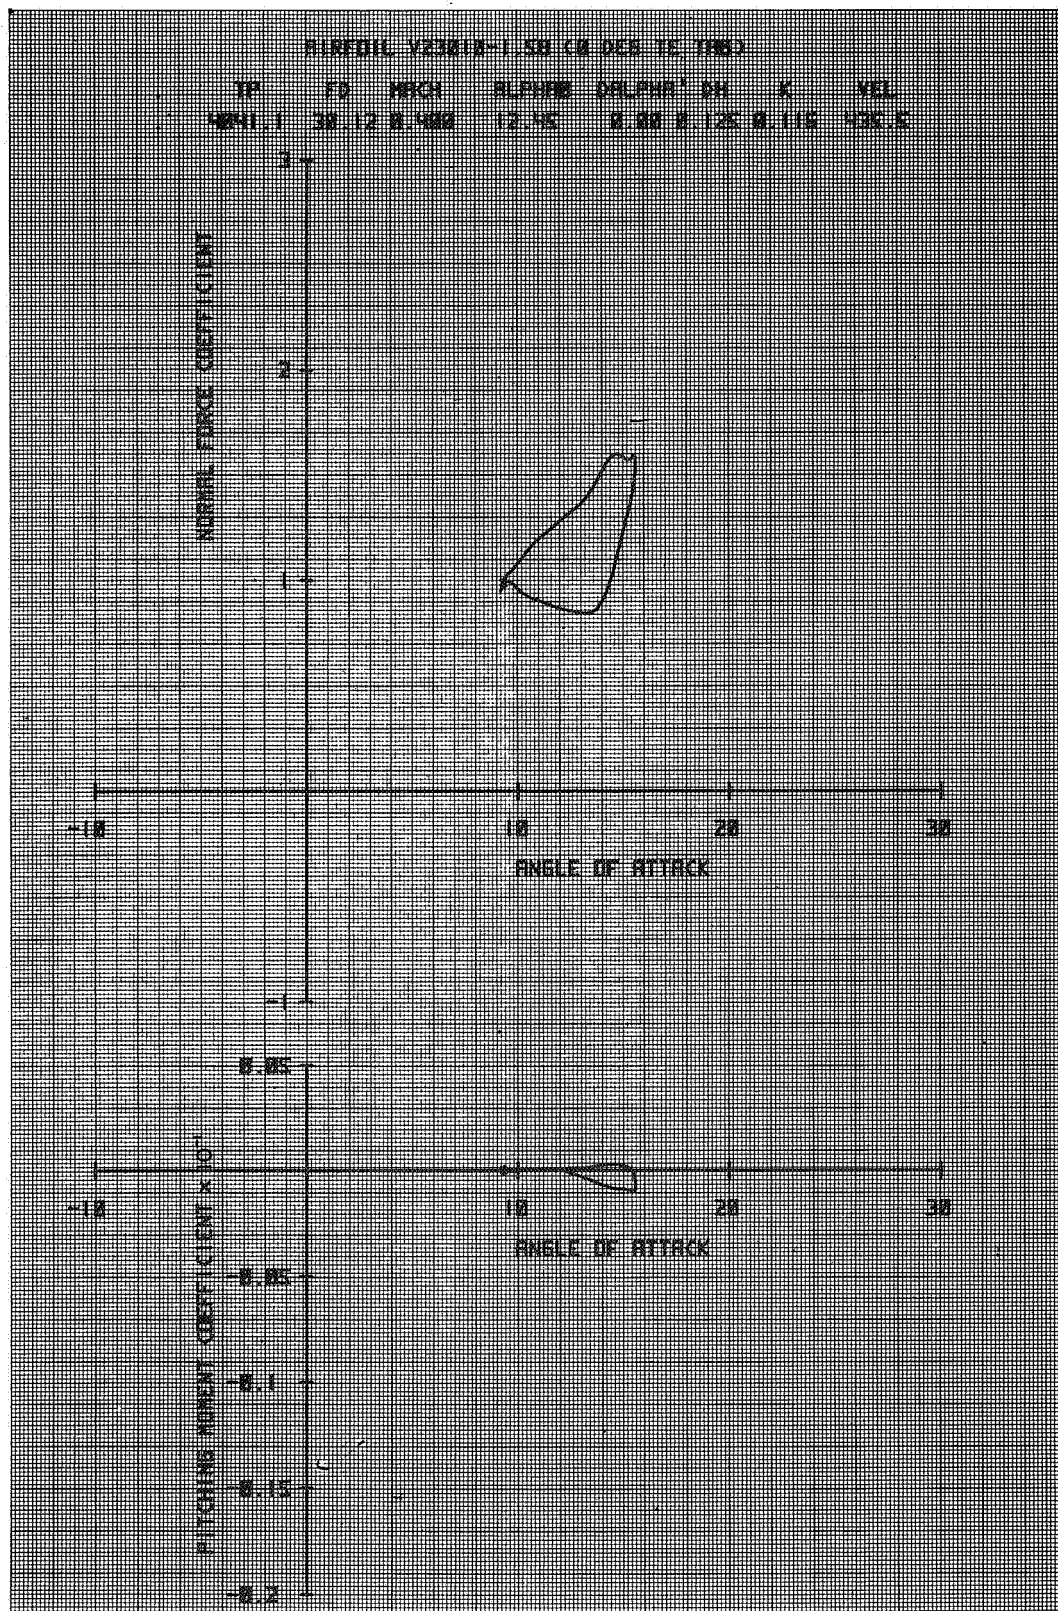 AIRFOIL V23010-1.58 (0 DEG TE TAB)
TP FD MACH ALPHA0 DALPHA' DH K VEL
4041.1 30.12 0.400 12.45 0.00 0.125 0.116 435.5
3
2
1
NORMAL FORCE COEFFICIENT
-10 10 20 30
ANGLE OF ATTACK
-1
0.05
-10 10 20 30
ANGLE OF ATTACK
-0.05
-0.1
-0.15
-0.2
PITCHING MOMENT COEFFICIENT × 10⁻¹